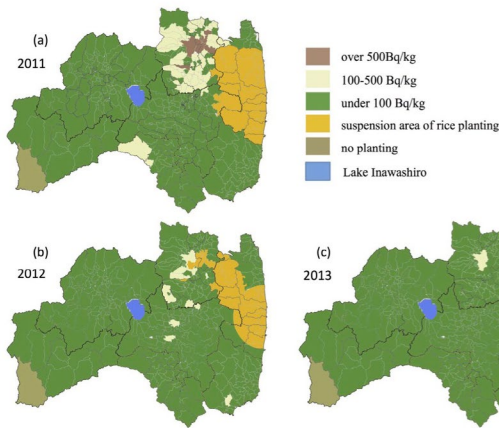 (a)
2011
over 500Bq/kg
100-500 Bq/kg
under 100 Bq/kg
suspension area of rice planting
no planting
Lake Inawashiro
(b)
2012
(c)
2013